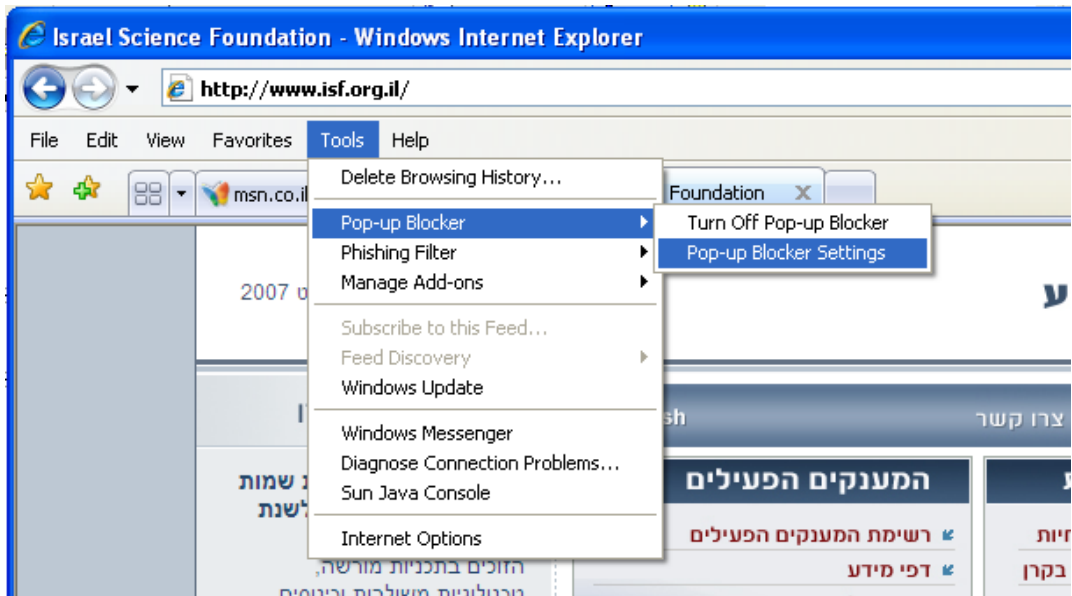 Israel Science Foundation - Windows Internet Explorer
http://www.isf.org.il/
File Edit View Favorites Tools Help
msn.co.il
Foundation
Delete Browsing History...
Pop-up Blocker
Turn Off Pop-up Blocker
Phishing Filter
Pop-up Blocker Settings
Manage Add-ons
2007
Subscribe to this Feed...
Feed Discovery
Windows Update
צרו קשר
Windows Messenger
Diagnose Connection Problems...
Sun Java Console
שמות
לשנת
המענקים הפעילים
רשימת המענקים הפעילים
Internet Options
דפי מידע
בקרן
הזוכים בתכניות מורשה,